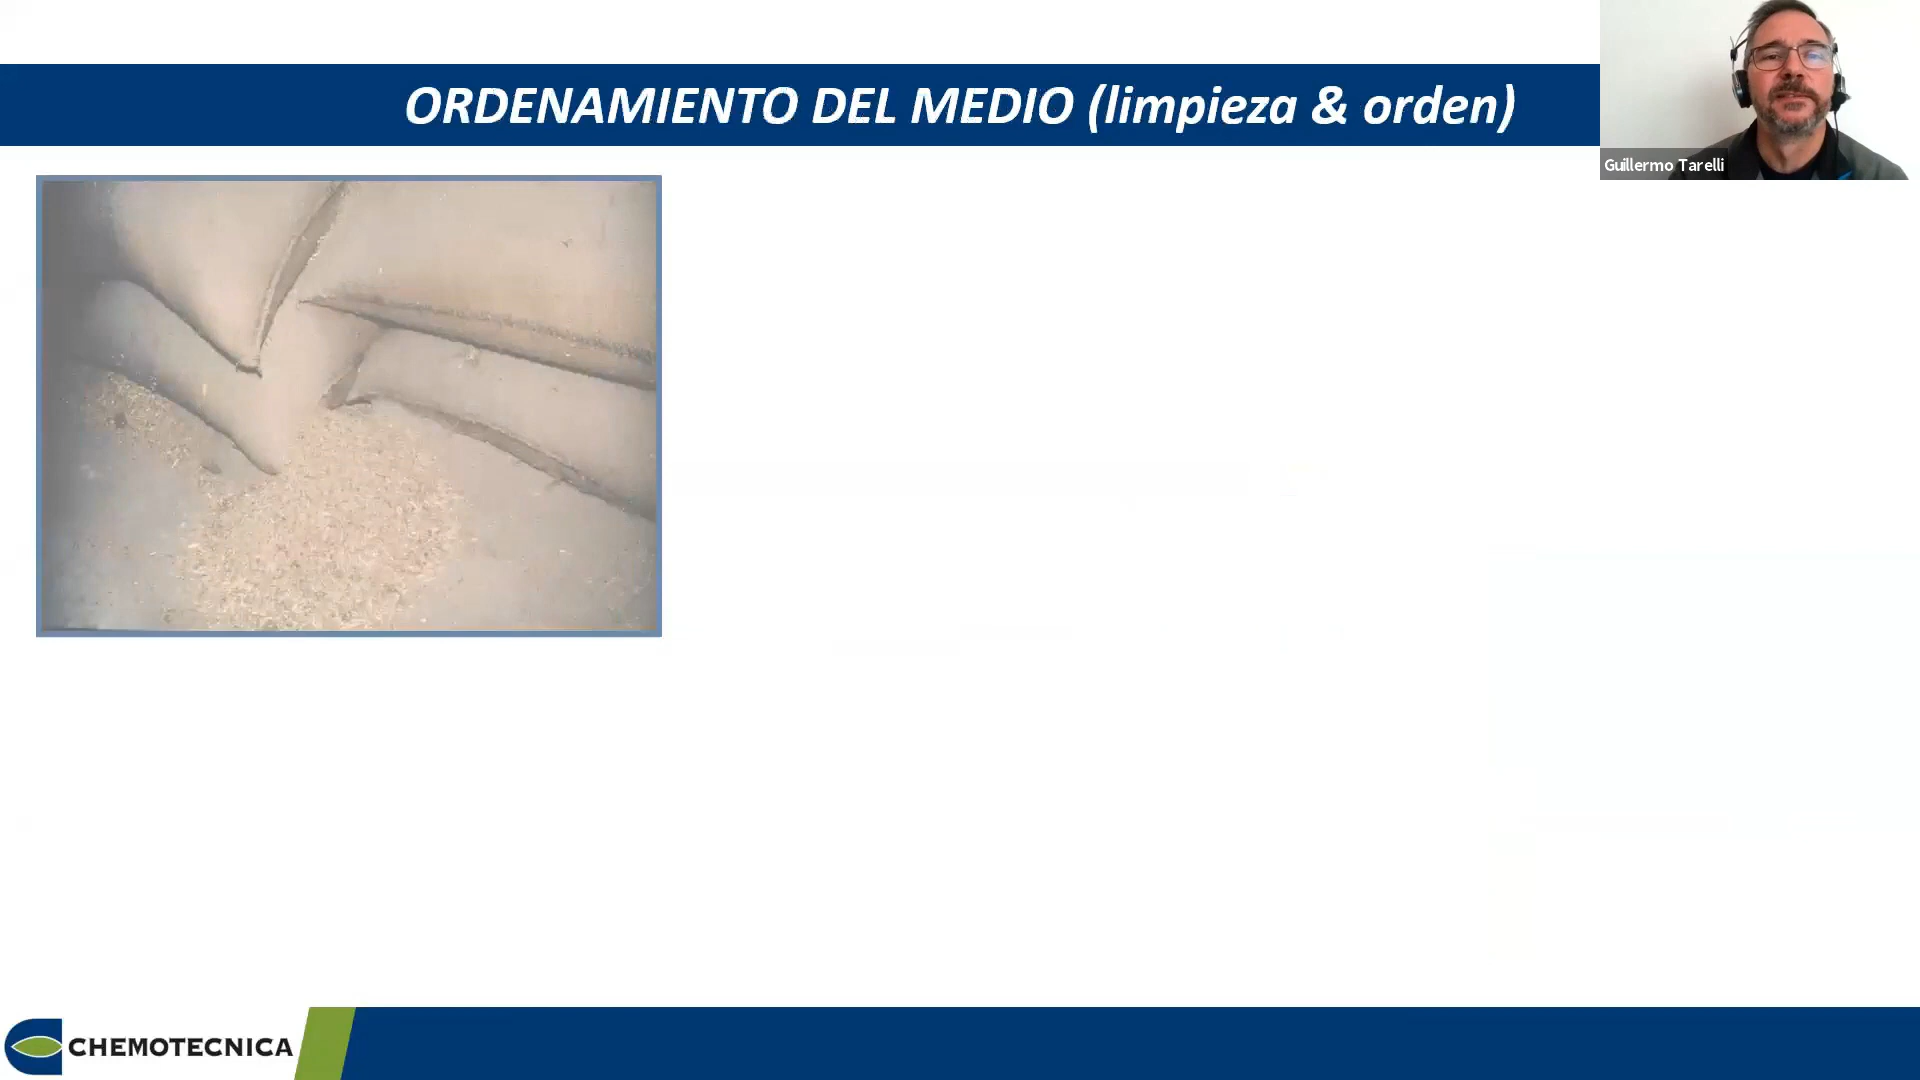 ORDENAMIENTO DEL MEDIO (limpieza & orden)
Guillermo Tarelli
CHEMOTECNICA